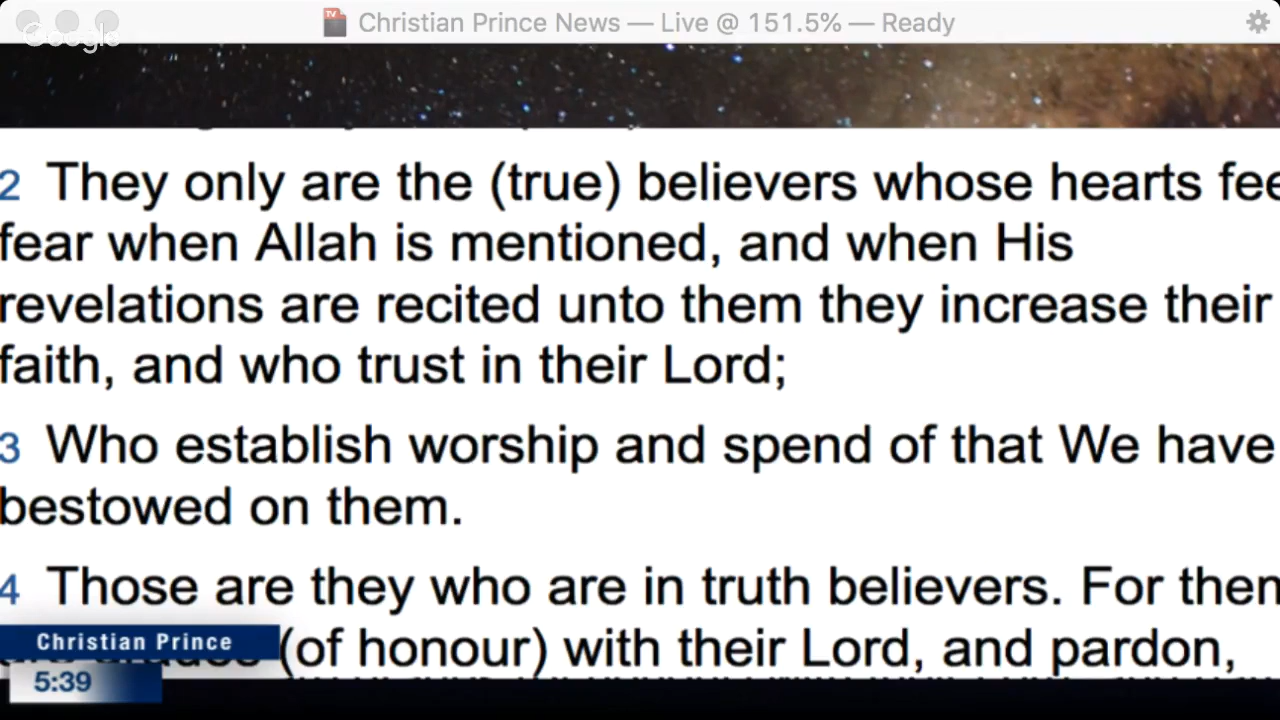 Christian Prince News — Live @ 151.5% — Ready
Google
2 They only are the (true) believers whose hearts fee
fear when Allah is mentioned, and when His
revelations are recited unto them they increase their
faith, and who trust in their Lord;
3 Who establish worship and spend of that We have
bestowed on them.
4 Those are they who are in truth believers. For them
(of honour) with their Lord, and pardon,
Christian Prince
5:39